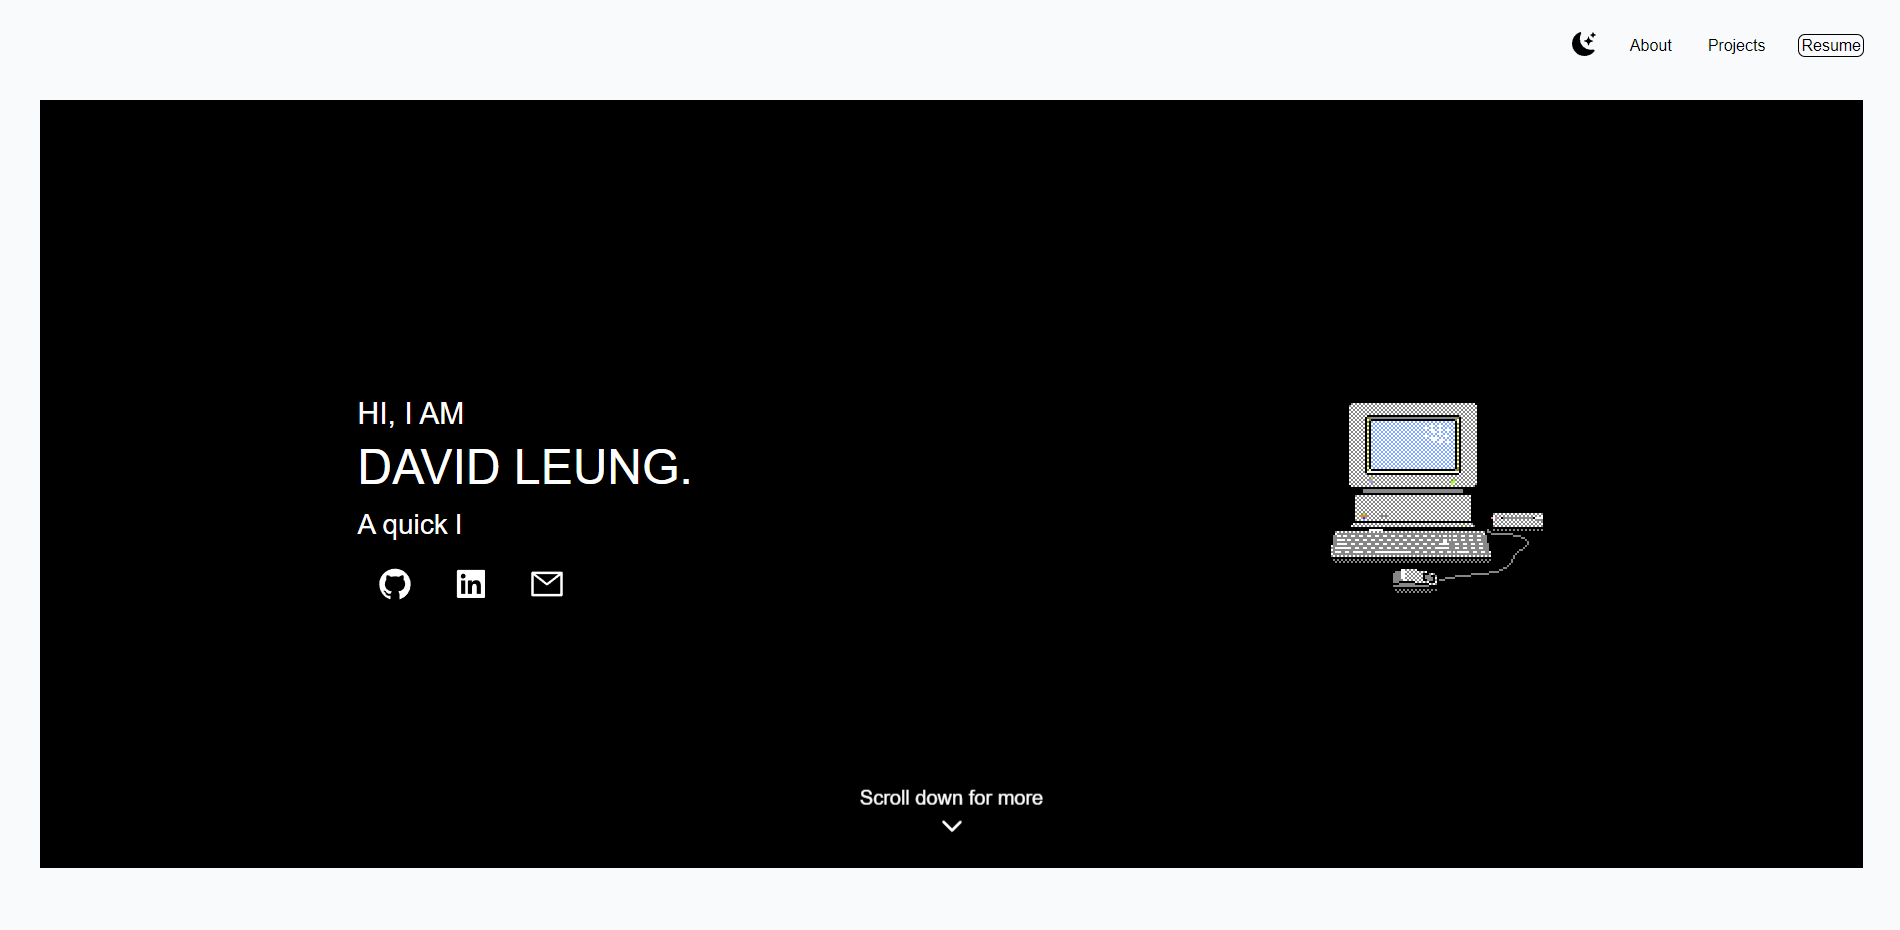 About
Projects
Resume
HI, I AM
DAVID LEUNG.
A quick l
Scroll down for more